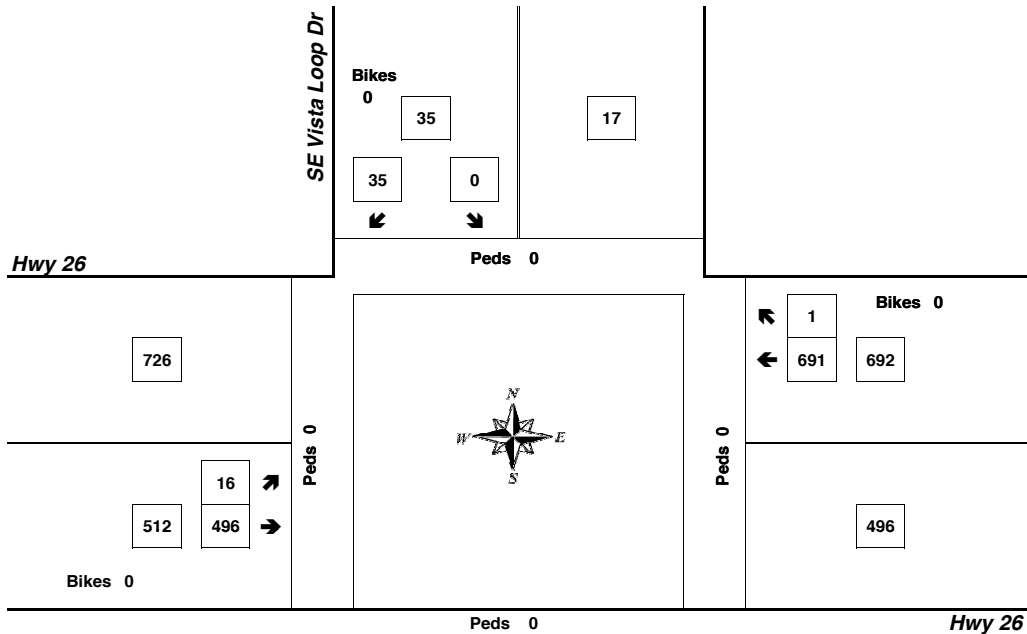 SE Vista Loop Dr
Bikes
0
35
17
35
0
Peds 0
Hwy 26
Bikes 0
1
726
691
692
N
W
E
S
Peds 0
Peds 0
16
512
496
496
Bikes 0
Peds 0
Hwy 26